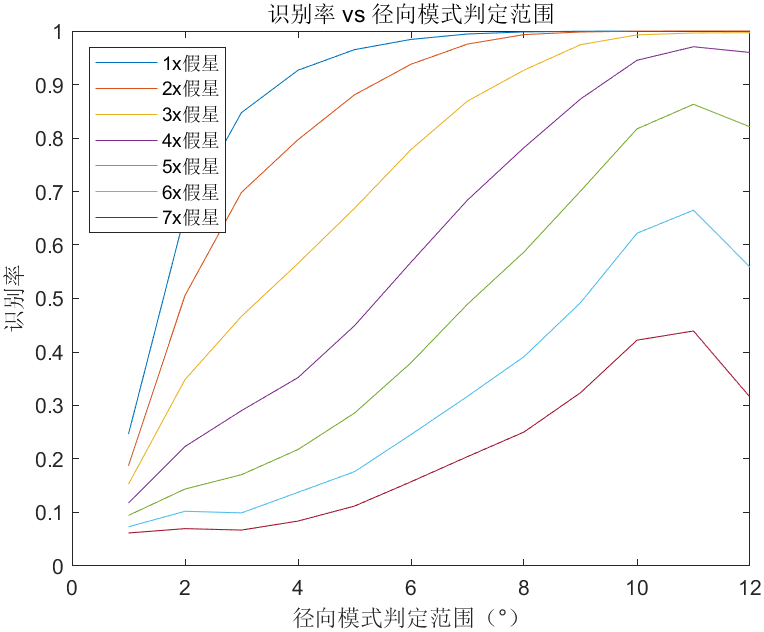 识别率 vs 径向模式判定范围
1
0.9
0.8
0.7
0.6
0.5
0.4
0.3
0.2
0.1
0
识别率
1x假星
2x假星
3x假星
4x假星
5x假星
6x假星
7x假星
0 2 4 6 8 10 12
径向模式判定范围（°）